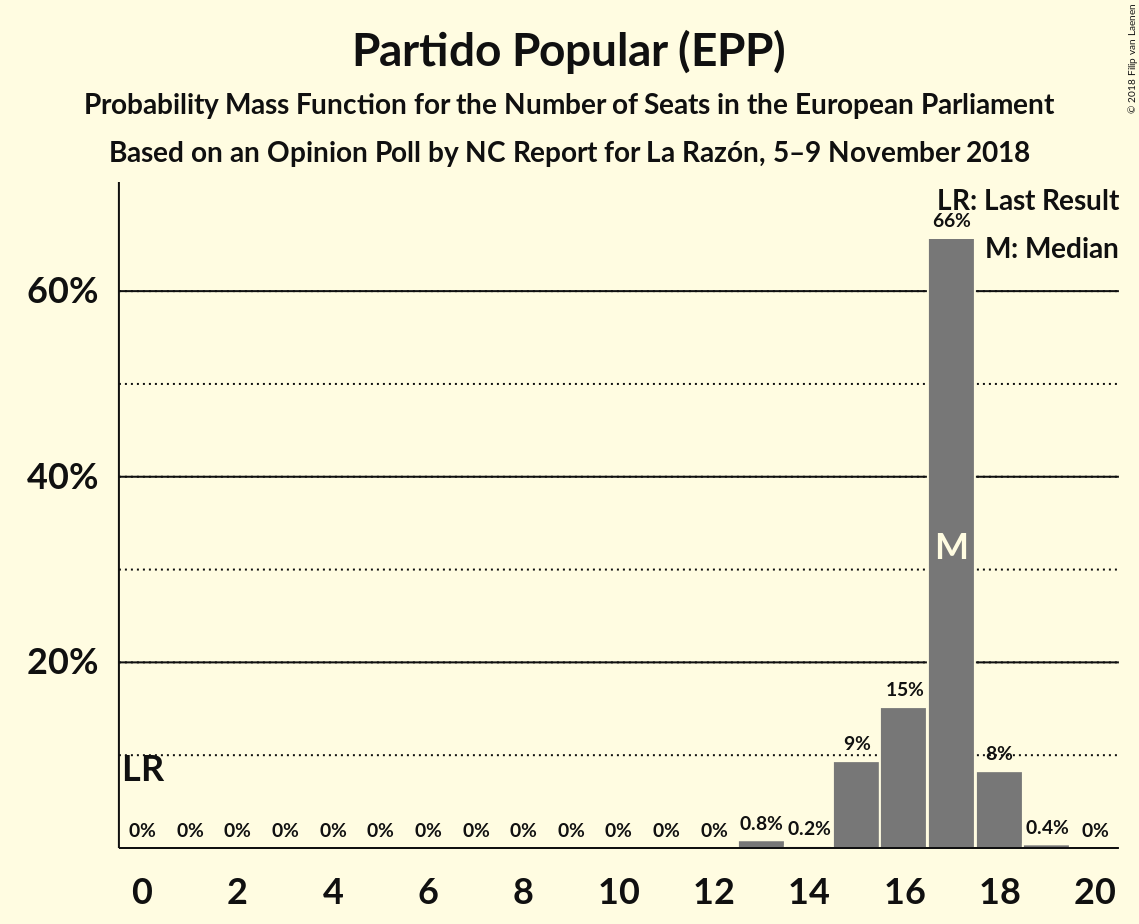 Partido Popular (EPP)
Probability Mass Function for the Number of Seats in the European Parliament
Based on an Opinion Poll by NC Report for La Razón, 5–9 November 2018
© 2018 Filip van Laenen
LR: Last Result
66%
M: Median
60%
40%
M
20%
15%
9%
8%
LR
0% 0% 0% 0% 0% 0% 0% 0% 0% 0% 0% 0% 0% 0.8% 0.2% 0.4% 0%
0 2 4 6 8 10 12 14 16 18 20